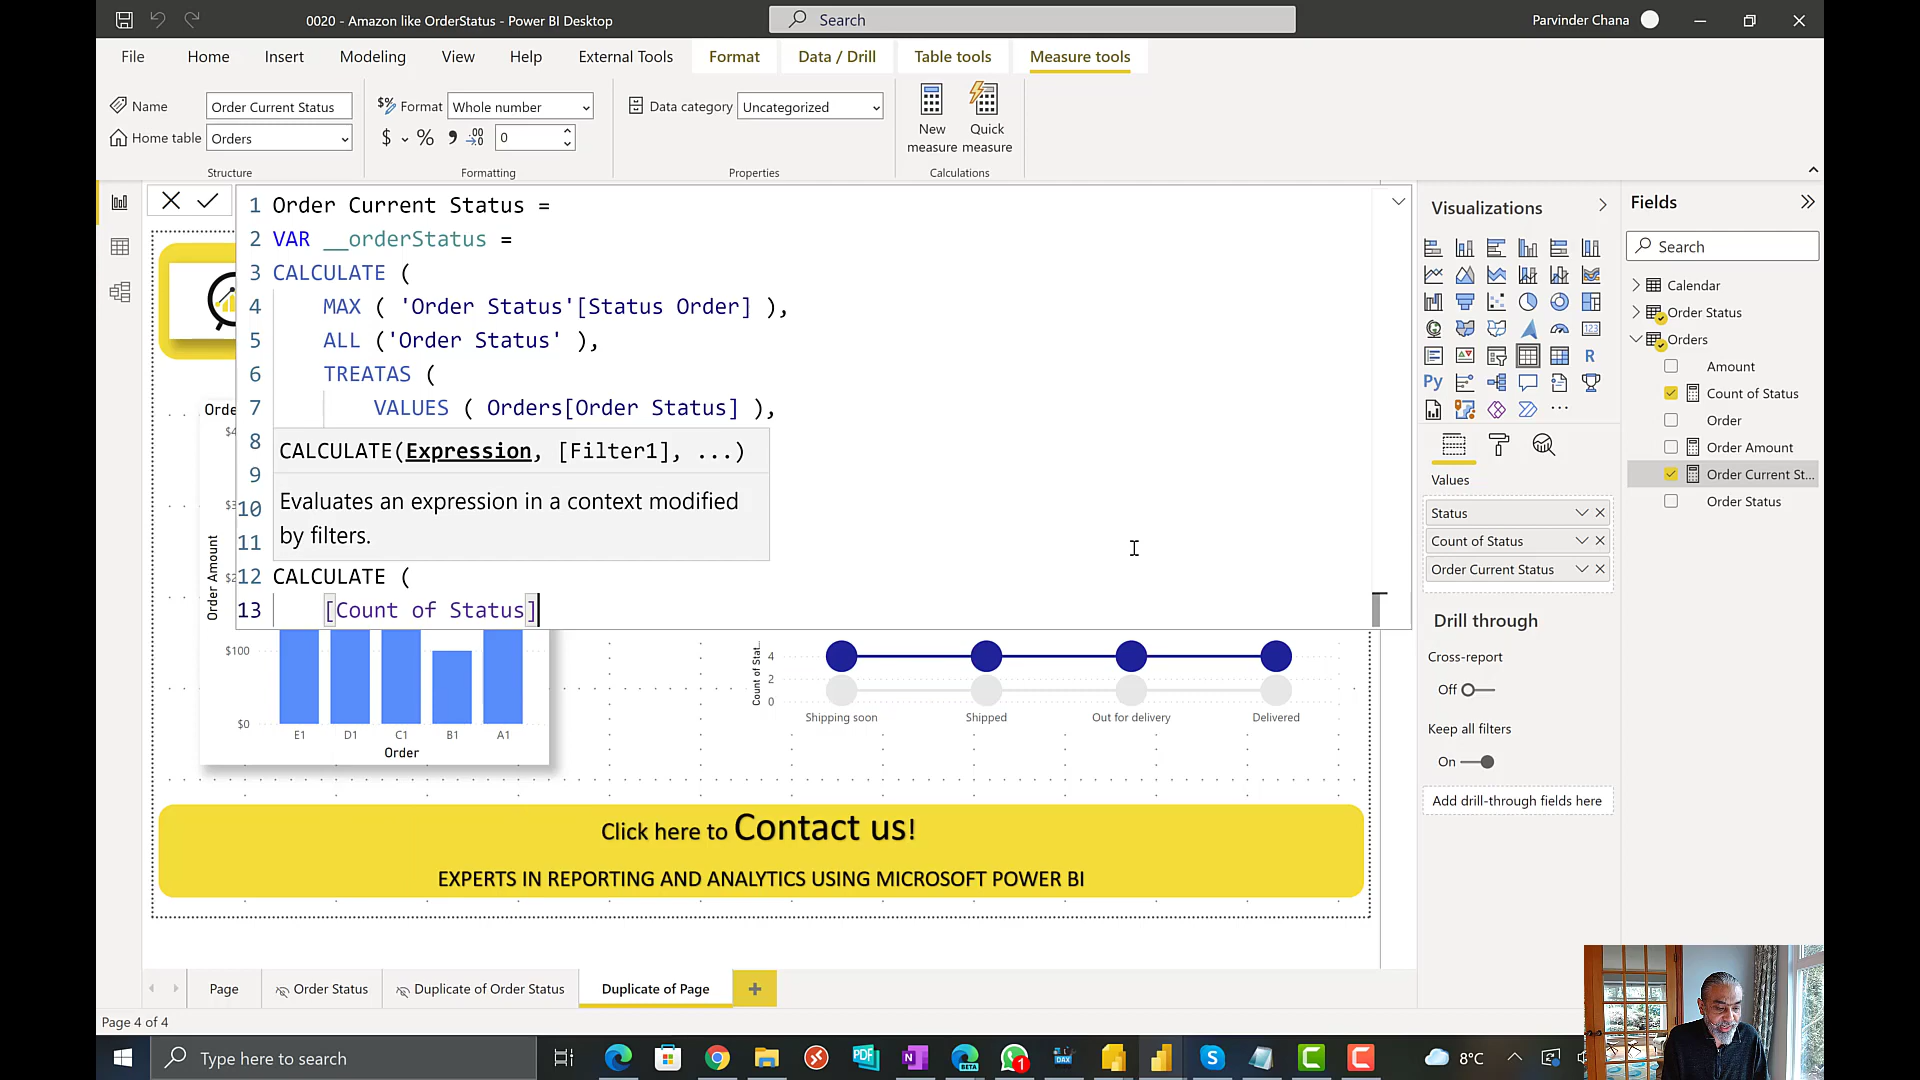 0020 - Amazon like OrderStatus - Power BI Desktop
Search
Parvinder Chana
File
Home
Insert
Modeling
View
Help
External Tools
Format
Data / Drill
Table tools
Measure tools
Name
Order Current Status
Home table
Orders
Structure
Format
Whole number
$
%
0
Formatting
Data category
Uncategorized
Properties
New measure
Quick measure
Calculations
1 Order Current Status =
2 VAR __orderStatus =
3 CALCULATE (
4 MAX ( 'Order Status'[Status Order] ),
5 ALL ('Order Status' ),
6 TREATAS (
7 VALUES ( Orders[Order Status] ),
8
CALCULATE(Expression, [Filter1], ...)
9
Evaluates an expression in a context modified
10
by filters.
11
12 CALCULATE (
13 [Count of Status]
Orde
$4
$3
$2
$100
$0
Order Amount
E1
D1
C1
B1
A1
Order
Count of Stat...
4
2
0
Shipping soon
Shipped
Out for delivery
Delivered
Click here to Contact us!
EXPERTS IN REPORTING AND ANALYTICS USING MICROSOFT POWER BI
Visualizations
R
Py
123
...
Values
Status
Count of Status
Order Current Status
Drill through
Cross-report
Off
Keep all filters
On
Add drill-through fields here
Fields
Search
Calendar
Order Status
Orders
Amount
Count of Status
Order
Order Amount
Order Current St...
Order Status
Page
Order Status
Duplicate of Order Status
Duplicate of Page
+
Page 4 of 4
Type here to search
PDF
BETA
1
DAX
8°C